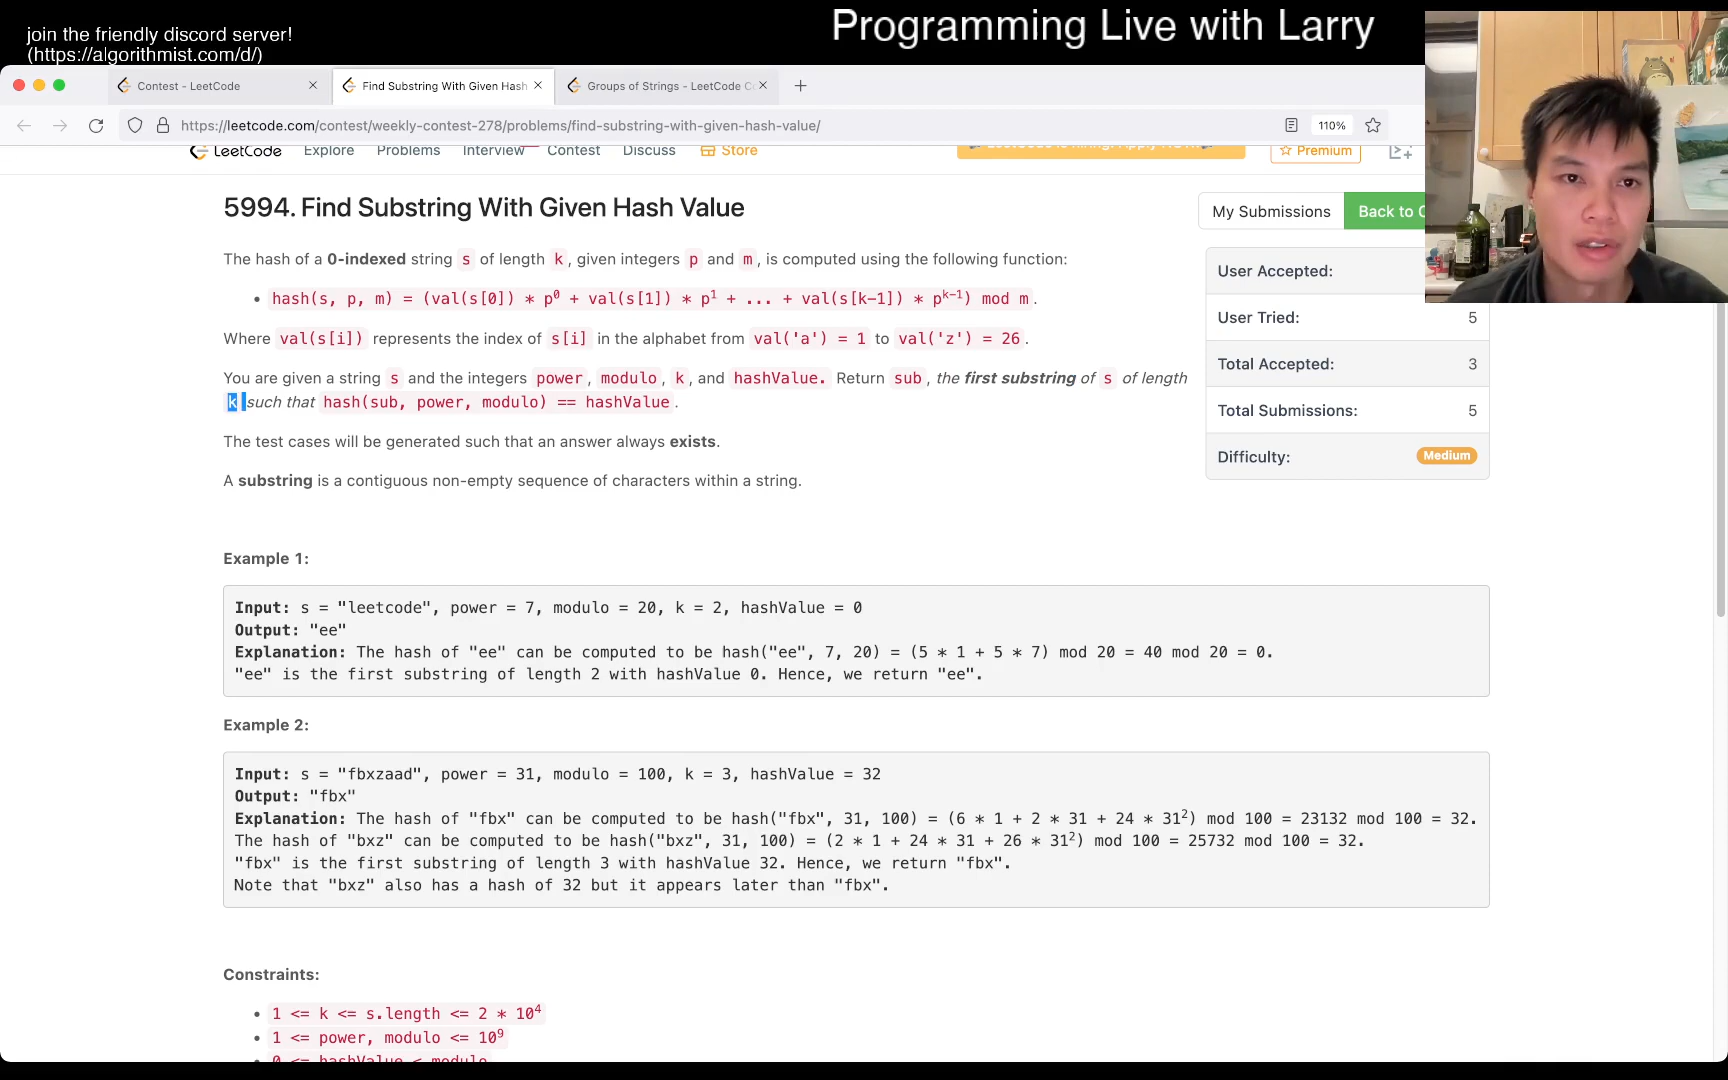 join the friendly discord server!
(https://algorithmist.com/d/)
Programming Live with Larry
Contest - LeetCode
Find Substring With Given Hash
Groups of Strings - LeetCode Co
https://leetcode.com/contest/weekly-contest-278/problems/find-substring-with-given-hash-value/
110%
LeetCode Explore Problems Interview Contest Discuss Store
Premium
5994. Find Substring With Given Hash Value
My Submissions
Back to C
The hash of a 0-indexed string s of length k, given integers p and m, is computed using the following function:
• hash(s, p, m) = (val(s[0]) * p⁰ + val(s[1]) * p¹ + ... + val(s[k-1]) * pᵏ⁻¹) mod m.
Where val(s[i]) represents the index of s[i] in the alphabet from val('a') = 1 to val('z') = 26.
You are given a string s and the integers power, modulo, k, and hashValue. Return sub, the first substring of s of length
k such that hash(sub, power, modulo) == hashValue.
The test cases will be generated such that an answer always exists.
A substring is a contiguous non-empty sequence of characters within a string.
User Accepted:
User Tried: 5
Total Accepted: 3
Total Submissions: 5
Difficulty: Medium
Example 1:
Input: s = "leetcode", power = 7, modulo = 20, k = 2, hashValue = 0
Output: "ee"
Explanation: The hash of "ee" can be computed to be hash("ee", 7, 20) = (5 * 1 + 5 * 7) mod 20 = 40 mod 20 = 0.
"ee" is the first substring of length 2 with hashValue 0. Hence, we return "ee".
Example 2:
Input: s = "fbxzaad", power = 31, modulo = 100, k = 3, hashValue = 32
Output: "fbx"
Explanation: The hash of "fbx" can be computed to be hash("fbx", 31, 100) = (6 * 1 + 2 * 31 + 24 * 31²) mod 100 = 23132 mod 100 = 32.
The hash of "bxz" can be computed to be hash("bxz", 31, 100) = (2 * 1 + 24 * 31 + 26 * 31²) mod 100 = 25732 mod 100 = 32.
"fbx" is the first substring of length 3 with hashValue 32. Hence, we return "fbx".
Note that "bxz" also has a hash of 32 but it appears later than "fbx".
Constraints:
• 1 <= k <= s.length <= 2 * 10⁴
• 1 <= power, modulo <= 10⁹
• 0 <= hashValue < modulo